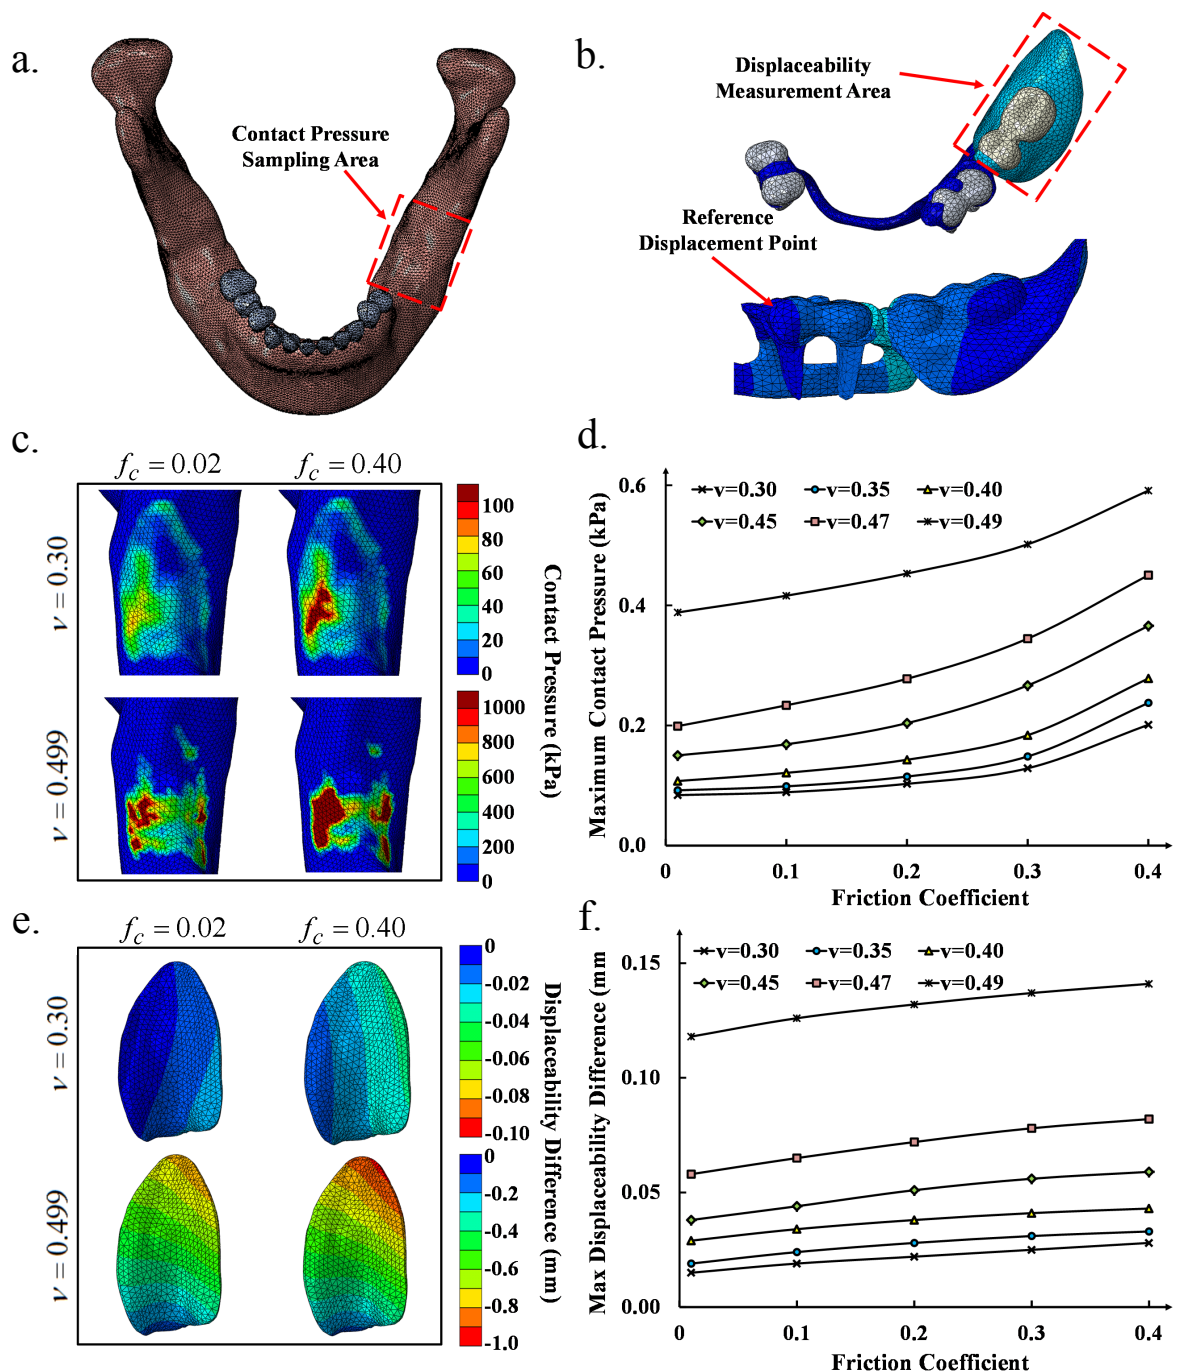 a.
Contact Pressure
Sampling Area
b.
Displaceability
Measurement Area
Reference
Displacement Point
c.
f_c = 0.02
f_c = 0.40
ν = 0.30
ν = 0.499
100
80
60
40
20
0
1000
800
600
400
200
0
Contact Pressure (kPa)
d.
v=0.30 v=0.35 v=0.40
v=0.45 v=0.47 v=0.49
Maximum Contact Pressure (kPa)
0.6
0.4
0.2
0.0
0 0.1 0.2 0.3 0.4
Friction Coefficient
e.
f_c = 0.02
f_c = 0.40
ν = 0.30
ν = 0.499
0
-0.02
-0.04
-0.06
-0.08
-0.10
0
-0.2
-0.4
-0.6
-0.8
-1.0
Displaceability Difference (mm)
f.
v=0.30 v=0.35 v=0.40
v=0.45 v=0.47 v=0.49
Max Displaceability Difference (mm
0.15
0.10
0.05
0.00
0 0.1 0.2 0.3 0.4
Friction Coefficient